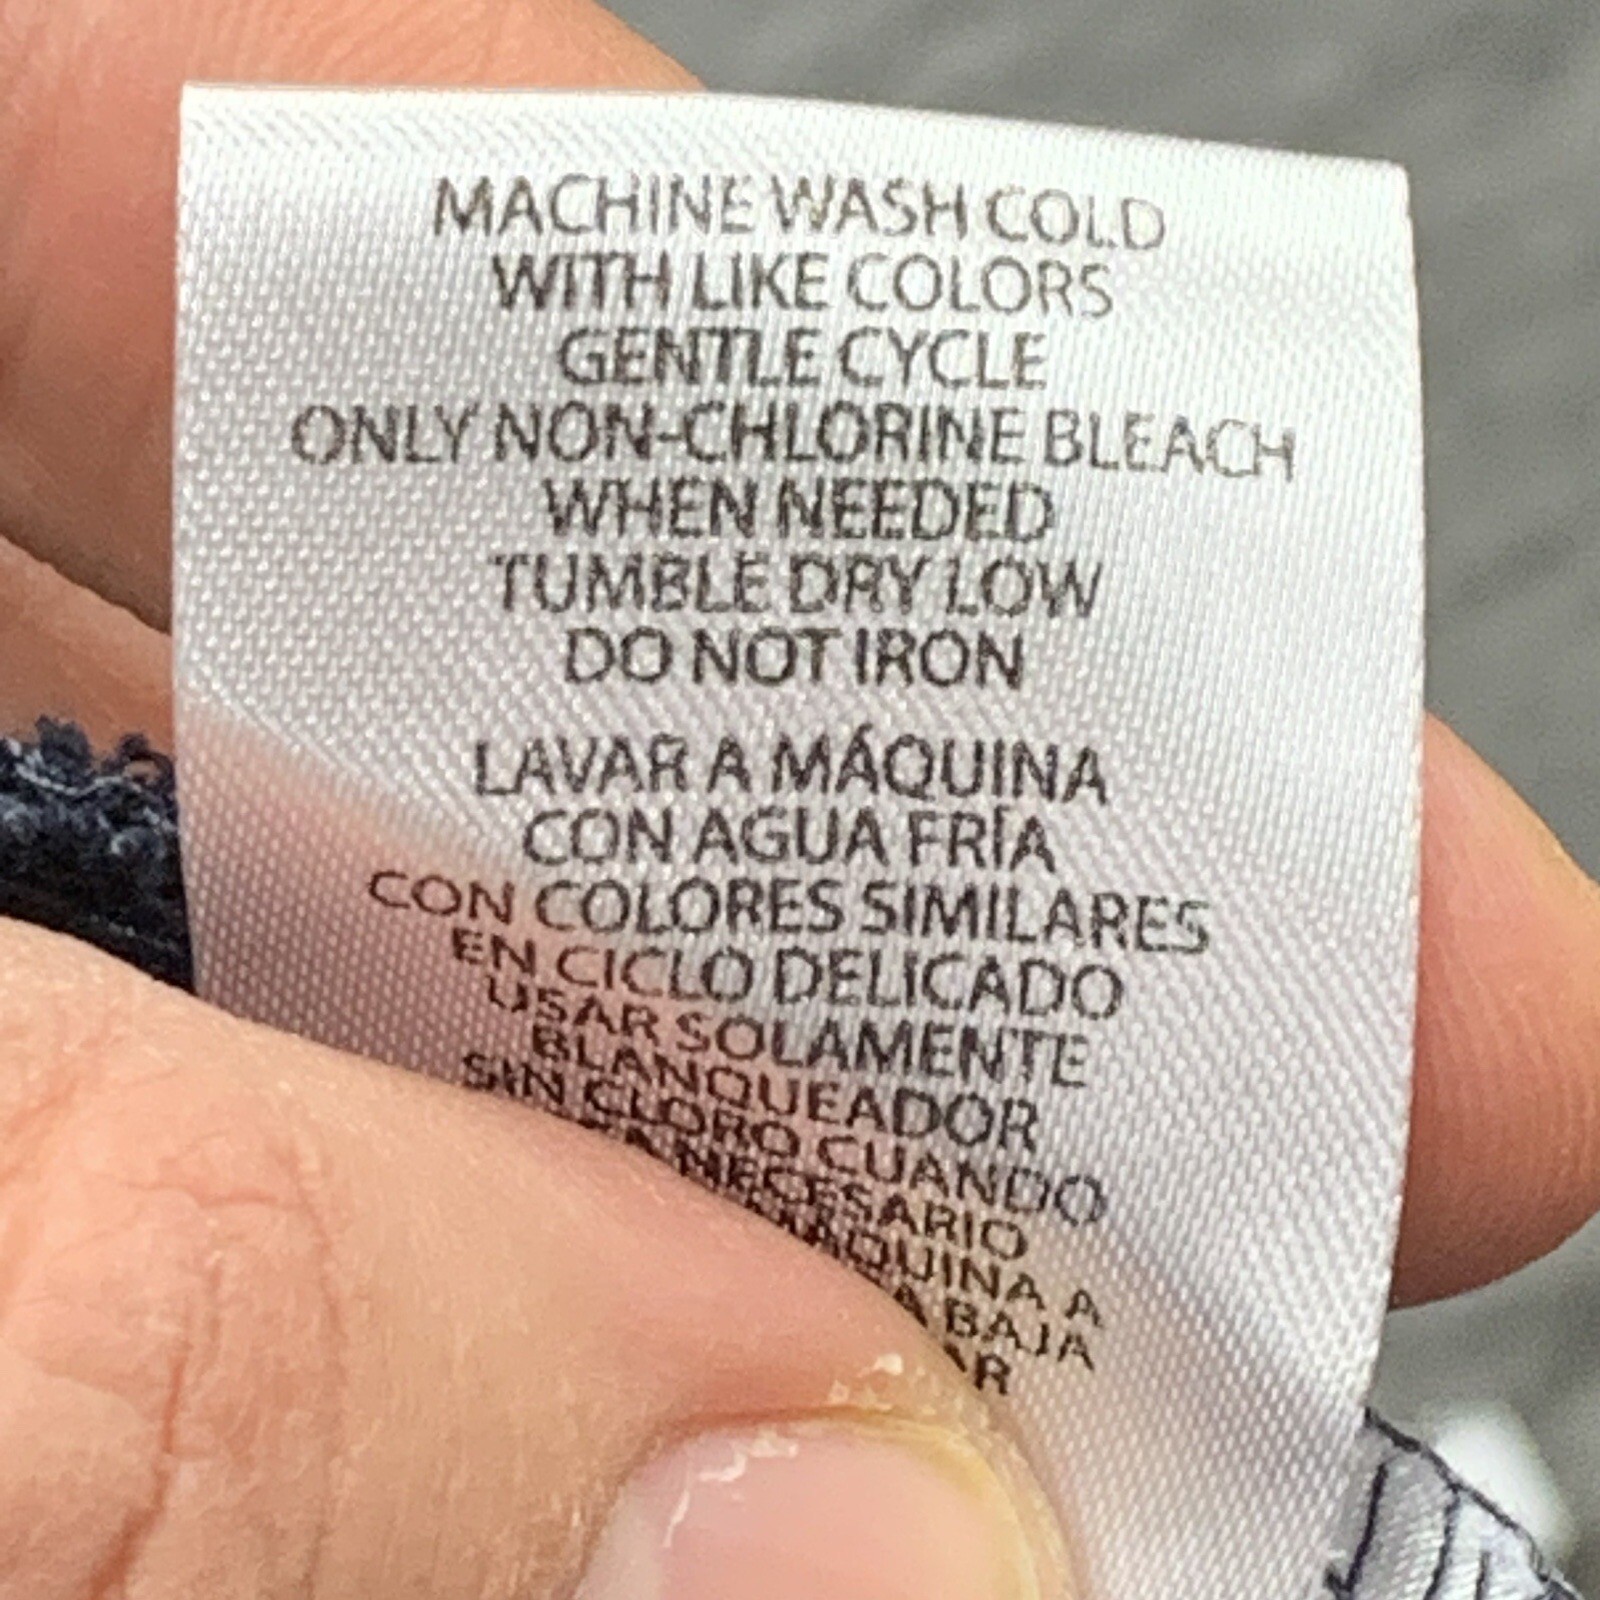 MACHINE WASH COLD
WITH LIKE COLORS
GENTLE CYCLE
ONLY NON-CHLORINE BLEACH
WHEN NEEDED
TUMBLE DRY LOW
DO NOT IRON
LAVAR A MÁQUINA
CON AGUA FRÍA
CON COLORES SIMILARES
EN CICLO DELICADO
USAR SOLAMENTE
BLANQUEADOR
SIN CLORO CUANDO
NECESARIO
MAQUINA A
BAJA